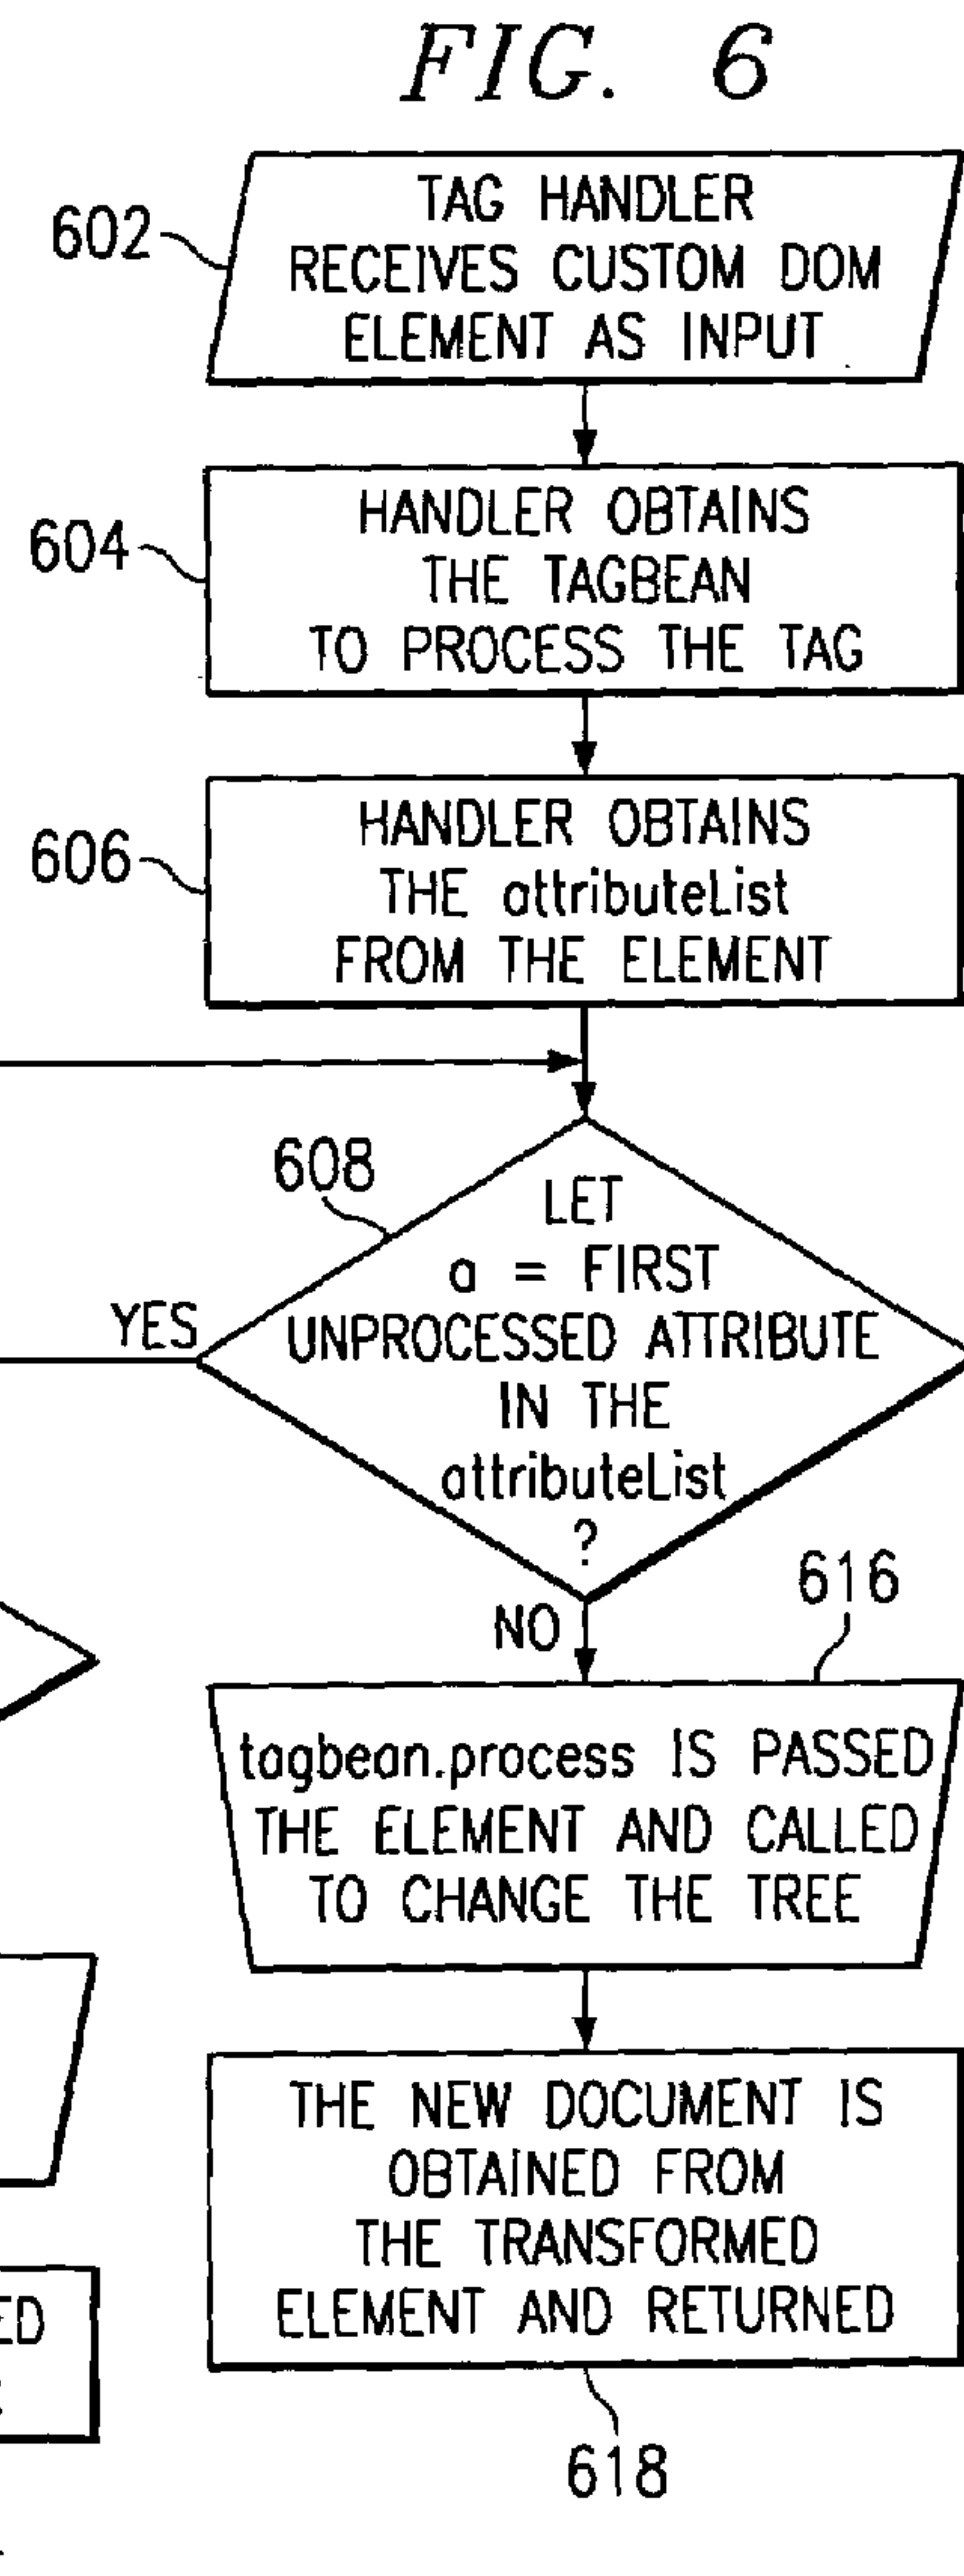 FIG. 6
602
TAG HANDLER
RECEIVES CUSTOM DOM
ELEMENT AS INPUT
604
HANDLER OBTAINS
THE TAGBEAN
TO PROCESS THE TAG
606
HANDLER OBTAINS
THE attributeList
FROM THE ELEMENT
608
LET
a = FIRST
UNPROCESSED ATTRIBUTE
IN THE
attributeList
?
YES
NO
616
tagbean.process IS PASSED
THE ELEMENT AND CALLED
TO CHANGE THE TREE
THE NEW DOCUMENT IS
OBTAINED FROM
THE TRANSFORMED
ELEMENT AND RETURNED
618
ED